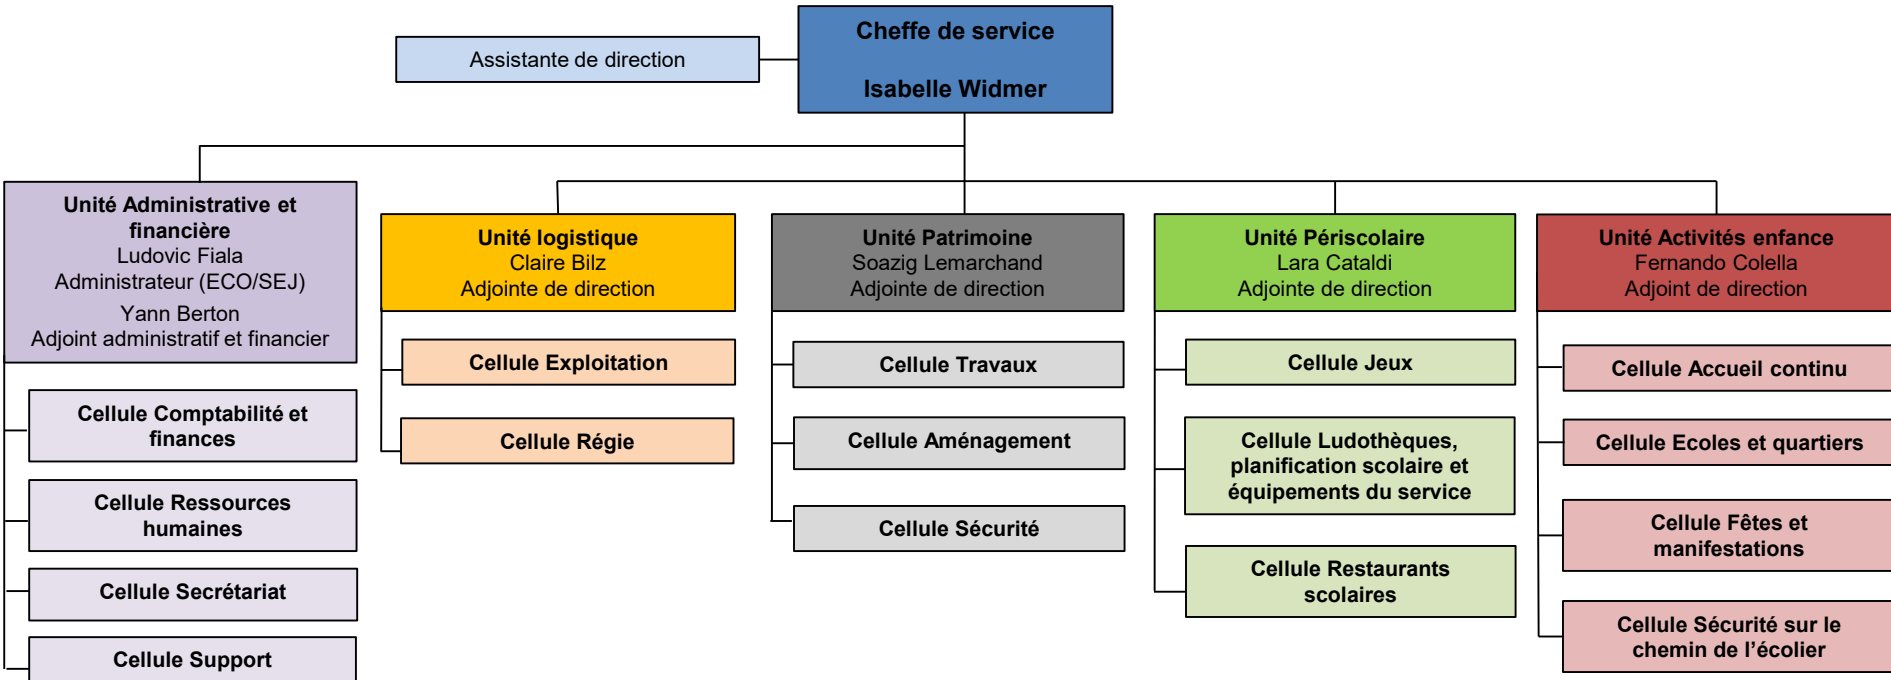 Cheffe de service
Isabelle Widmer
Assistante de direction
Unité Administrative et
financière
Ludovic Fiala
Administrateur (ECO/SEJ)
Yann Berton
Adjoint administratif et financier
Cellule Comptabilité et
finances
Cellule Ressources
humaines
Cellule Secrétariat
Cellule Support
Unité logistique
Claire Bilz
Adjointe de direction
Cellule Exploitation
Cellule Régie
Unité Patrimoine
Soazig Lemarchand
Adjointe de direction
Cellule Travaux
Cellule Aménagement
Cellule Sécurité
Unité Périscolaire
Lara Cataldi
Adjointe de direction
Cellule Jeux
Cellule Ludothèques,
planification scolaire et
équipements du service
Cellule Restaurants
scolaires
Unité Activités enfance
Fernando Colella
Adjoint de direction
Cellule Accueil continu
Cellule Ecoles et quartiers
Cellule Fêtes et
manifestations
Cellule Sécurité sur le
chemin de l'écolier